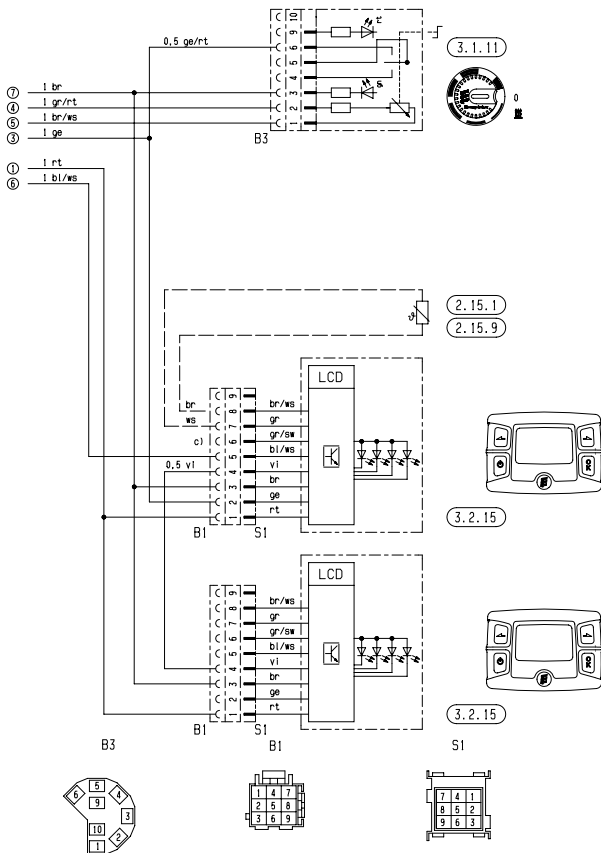 10
9
8
7
6
5
4
3
2
1
0,5 ge/rt
3.1.11
0
⑦ 1 br
④ 1 gr/rt
⑤ 1 br/ws
③ 1 ge
B3
① 1 rt
⑥ 1 bl/ws
2.15.1
2.15.9
LCD
br
ws
c)
0,5 vi
9
8
7
6
5
4
3
2
1
br/ws
gr
gr/sw
bl/ws
vi
br
ge
rt
B1 S1
3.2.15
LCD
9
8
7
6
5
4
3
2
1
br/ws
gr
gr/sw
bl/ws
vi
br
ge
rt
B1 S1
3.2.15
B3 B1 S1
5
6 4
9
3
10 2
1
1 4 7
2 5 8
3 6 9
7 4 1
8 5 2
9 6 3